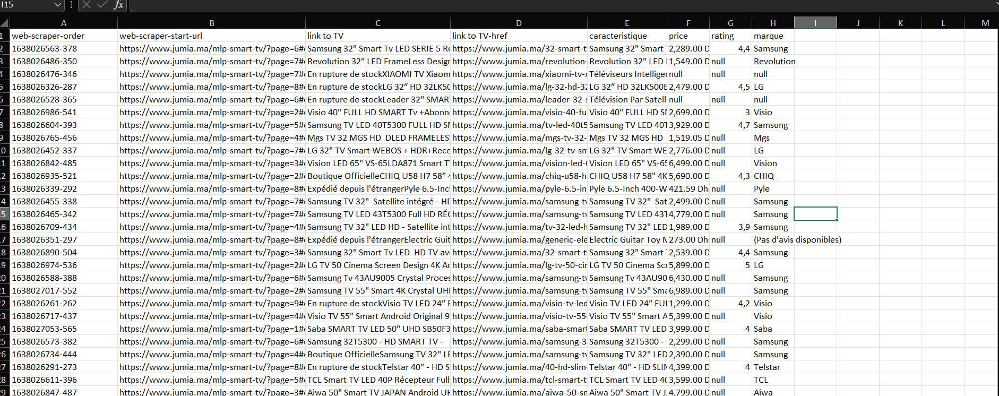 I15 fx
A B C D E F G H I J K L M
1 web-scraper-order web-scraper-start-url link to TV link to TV-href caracteristique price rating marque
2 1638026563-378 https://www.jumia.ma/mlp-smart-tv/?page=6# Samsung 32" Smart Tv LED SERIE 5 Re https://www.jumia.ma/32-smart-t Samsung 32" Smart 2,289.00 D 4,4 Samsung
3 1638026486-350 https://www.jumia.ma/mlp-smart-tv/?page=7# Revolution 32" LED FrameLess Design https://www.jumia.ma/revolution- Revolution 32" LED 1,549.00 D null Revolution
4 1638026476-346 https://www.jumia.ma/mlp-smart-tv/?page=7# En rupture de stockXIAOMI TV Xiaom https://www.jumia.ma/xiaomi-tv-x Téléviseurs Intelliger null null null
5 1638026326-287 https://www.jumia.ma/mlp-smart-tv/?page=8# En rupture de stockLG 32” HD 32LK50 https://www.jumia.ma/lg-32-hd-32 LG 32” HD 32LK500B 2,479.00 D 4,5 LG
6 1638026528-365 https://www.jumia.ma/mlp-smart-tv/?page=6# En rupture de stockLeader 32" SMAR https://www.jumia.ma/leader-32-s Télévision Par Satell null null null
7 1638026986-541 https://www.jumia.ma/mlp-smart-tv/?page=2# Visio 40" FULL HD SMART Tv +Abonn https://www.jumia.ma/visio-40-fu Visio 40" FULL HD SM 2,699.00 D 3 Visio
8 1638026604-393 https://www.jumia.ma/mlp-smart-tv/?page=5# Samsung TV LED 40T5300 FULL HD SM https://www.jumia.ma/tv-led-40t5 Samsung TV LED 40T 3,929.00 D 4,7 Samsung
9 1638026765-456 https://www.jumia.ma/mlp-smart-tv/?page=4# Mgs TV 32 MGS HD  DLED FRAMELESS https://www.jumia.ma/mgs-tv-32- Mgs TV 32 MGS HD 1,519.05 D null Mgs
10 1638026452-337 https://www.jumia.ma/mlp-smart-tv/?page=7# LG 32" TV Smart WEBOS + HDR+Rece https://www.jumia.ma/lg-32-tv-sm LG 32" TV Smart WE 2,776.00 D null LG
11 1638026842-485 https://www.jumia.ma/mlp-smart-tv/?page=3# Vision LED 65" VS-65LDA871 Smart TV https://www.jumia.ma/vision-led-6 Vision LED 65" VS-65 6,499.00 D null Vision
12 1638026935-521 https://www.jumia.ma/mlp-smart-tv/?page=2# Boutique OfficielleCHIQ U58 H7 58" 4 https://www.jumia.ma/chiq-u58-h CHIQ U58 H7 58" 4K 5,690.00 D 4,3 CHIQ
13 1638026339-292 https://www.jumia.ma/mlp-smart-tv/?page=8# Expédié depuis l'étrangerPyle 6.5-Incl https://www.jumia.ma/pyle-6.5-in Pyle 6.5-Inch 400-W 421.59 Dh null Pyle
14 1638026455-338 https://www.jumia.ma/mlp-smart-tv/?page=7# Samsung TV 32"  Satellite intégré - HD https://www.jumia.ma/samsung-tv Samsung TV 32"  Sat 2,499.00 D null Samsung
15 1638026465-342 https://www.jumia.ma/mlp-smart-tv/?page=7# Samsung TV LED 43T5300 Full HD RÉC https://www.jumia.ma/samsung-tv Samsung TV LED 43T 4,779.00 D null Samsung
16 1638026709-434 https://www.jumia.ma/mlp-smart-tv/?page=4# Samsung TV 32" LED HD - Satellite int https://www.jumia.ma/tv-32-led-h Samsung TV 32" LED 1,989.00 D 3,9 Samsung
17 1638026351-297 https://www.jumia.ma/mlp-smart-tv/?page=8# Expédié depuis l'étrangerElectric Guit https://www.jumia.ma/generic-ele Electric Guitar Toy M 273.00 Dh null (Pas d'avis disponibles)
18 1638026890-504 https://www.jumia.ma/mlp-smart-tv/?page=3# Samsung 32" Smart Tv LED  HD TV av https://www.jumia.ma/32-smart-t Samsung 32" Smart 2,539.00 D 4,4 Samsung
19 1638026974-536 https://www.jumia.ma/mlp-smart-tv/?page=2# LG TV 50 Cinema Screen Design 4K Ac https://www.jumia.ma/lg-tv-50-cin LG TV 50 Cinema Scr 5,899.00 D 5 LG
20 1638026588-388 https://www.jumia.ma/mlp-smart-tv/?page=6# Samsung Tv 43AU9005 Crystal Proces https://www.jumia.ma/samsung-tv Samsung Tv 43AU90 6,430.00 D null Samsung
21 1638027017-552 https://www.jumia.ma/mlp-smart-tv/?page=2# Samsung TV 55" Smart 4K Crystal UHI https://www.jumia.ma/samsung-tv Samsung TV 55" Sma 6,989.00 D null Samsung
22 1638026261-262 https://www.jumia.ma/mlp-smart-tv/?page=9# En rupture de stockVisio TV LED 24” F https://www.jumia.ma/visio-tv-led Visio TV LED 24” FUI 1,299.00 D 4,2 Visio
23 1638026717-437 https://www.jumia.ma/mlp-smart-tv/?page=4# Visio TV 55" Smart Android Original 9 https://www.jumia.ma/visio-tv-55- Visio TV 55" Smart A 5,399.00 D null Visio
24 1638027053-565 https://www.jumia.ma/mlp-smart-tv/?page=1# Saba SMART TV LED 50" UHD SB50F3 https://www.jumia.ma/saba-smart Saba SMART TV LED 3,999.00 D 4 Saba
25 1638026573-382 https://www.jumia.ma/mlp-smart-tv/?page=6# Samsung 32T5300 - HD SMART TV - https://www.jumia.ma/samsung-3 Samsung 32T5300 - 2,299.00 D null Samsung
26 1638026734-444 https://www.jumia.ma/mlp-smart-tv/?page=4# Boutique OfficielleSamsung TV 32" LE https://www.jumia.ma/samsung-tv Samsung TV 32" LED 2,390.00 D null Samsung
27 1638026291-273 https://www.jumia.ma/mlp-smart-tv/?page=8# En rupture de stockTelstar 40" - HD S https://www.jumia.ma/40-hd-slim- Telstar 40" - HD SLIM 4,399.00 D 4 Telstar
28 1638026611-396 https://www.jumia.ma/mlp-smart-tv/?page=5# TCL Smart TV LED 40P Récepteur Full https://www.jumia.ma/tcl-smart-t TCL Smart TV LED 40 3,599.00 D null TCL
29 1638026847-487 https://www.jumia.ma/mlp-smart-tv/?page=3# Aiwa 50" Smart TV JAPAN Android UH https://www.jumia.ma/aiwa-50-sm Aiwa 50" Smart TV J 4,799.00 D null Aiwa